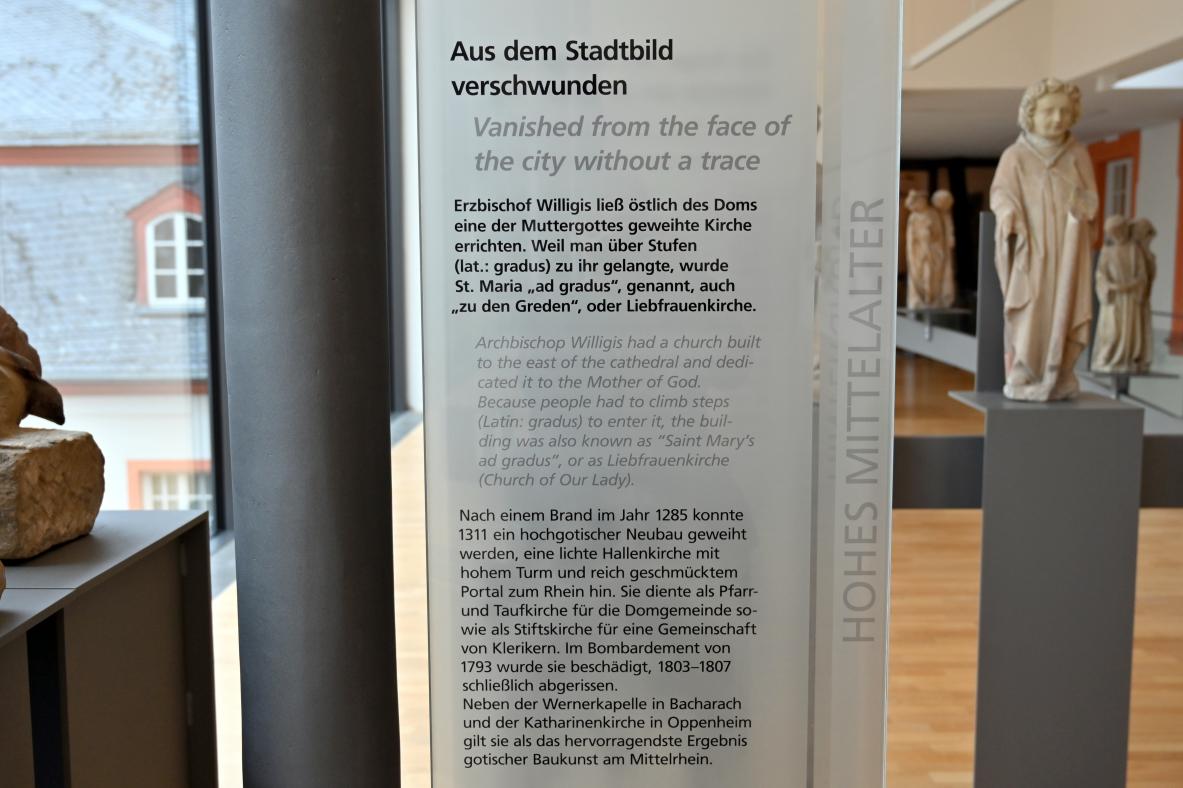 Aus dem Stadtbild
verschwunden
Vanished from the face of
the city without a trace
Erzbischof Willigis ließ östlich des Doms
eine der Muttergottes geweihte Kirche
errichten. Weil man über Stufen
(lat.: gradus) zu ihr gelangte, wurde
St. Maria „ad gradus“, genannt, auch
„zu den Greden“, oder Liebfrauenkirche.
Archbischop Willigis had a church built
to the east of the cathedral and dedi-
cated it to the Mother of God.
Because people had to climb steps
(Latin: gradus) to enter it, the buil-
ding was also known as “Saint Mary’s
ad gradus”, or as Liebfrauenkirche
(Church of Our Lady).
Nach einem Brand im Jahr 1285 konnte
1311 ein hochgotischer Neubau geweiht
werden, eine lichte Hallenkirche mit
hohem Turm und reich geschmücktem
Portal zum Rhein hin. Sie diente als Pfarr-
und Taufkirche für die Domgemeinde so-
wie als Stiftskirche für eine Gemeinschaft
von Klerikern. Im Bombardement von
1793 wurde sie beschädigt, 1803–1807
schließlich abgerissen.
Neben der Wernerkapelle in Bacharach
und der Katharinenkirche in Oppenheim
gilt sie als das hervorragendste Ergebnis
gotischer Baukunst am Mittelrhein.
HOHES MITTELALTER